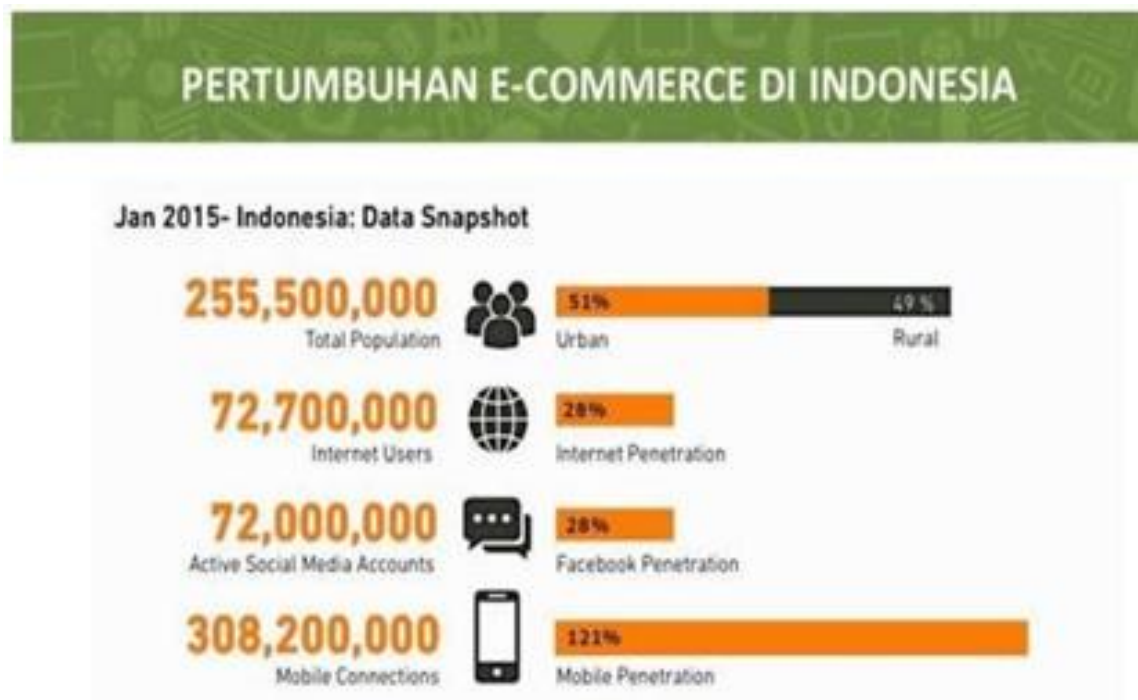 PERTUMBUHAN E-COMMERCE DI INDONESIA
Jan 2015- Indonesia: Data Snapshot
255,500,000
Total Population
51%
49 %
Urban
Rural
72,700,000
Internet Users
28%
Internet Penetration
72,000,000
Active Social Media Accounts
28%
Facebook Penetration
308,200,000
Mobile Connections
121%
Mobile Penetration